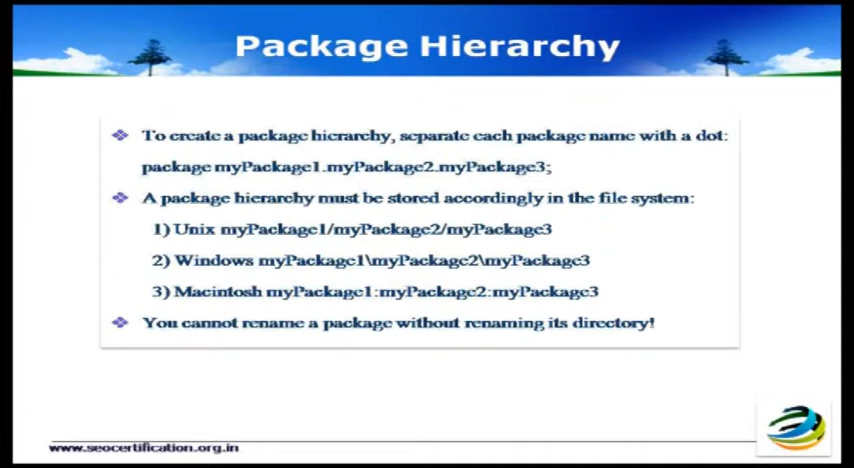 Package Hierarchy
To create a package hierarchy, separate each package name with a dot:
package myPackage1.myPackage2.myPackage3;
A package hierarchy must be stored accordingly in the file system:
1) Unix myPackage1/myPackage2/myPackage3
2) Windows myPackage1\myPackage2\myPackage3
3) Macintosh myPackage1:myPackage2:myPackage3
You cannot rename a package without renaming its directory!
www.seocertification.org.in